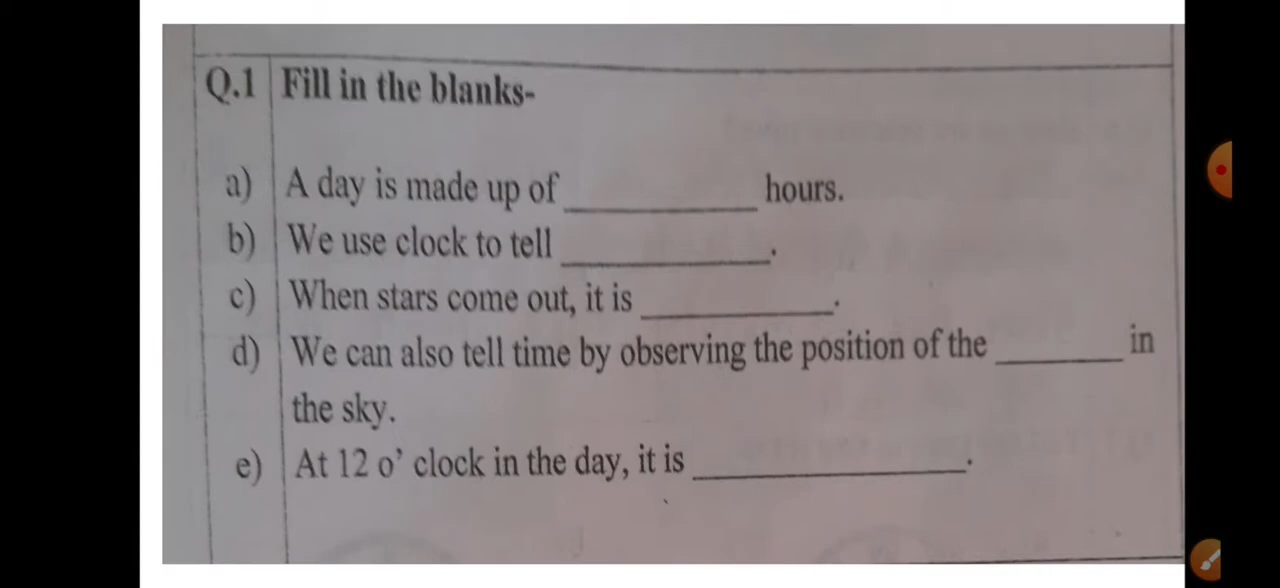 Q.1 Fill in the blanks-
a) A day is made up of __________ hours.
b) We use clock to tell __________.
c) When stars come out, it is __________.
d) We can also tell time by observing the position of the _______ in
the sky.
e) At 12 o' clock in the day, it is ______________.